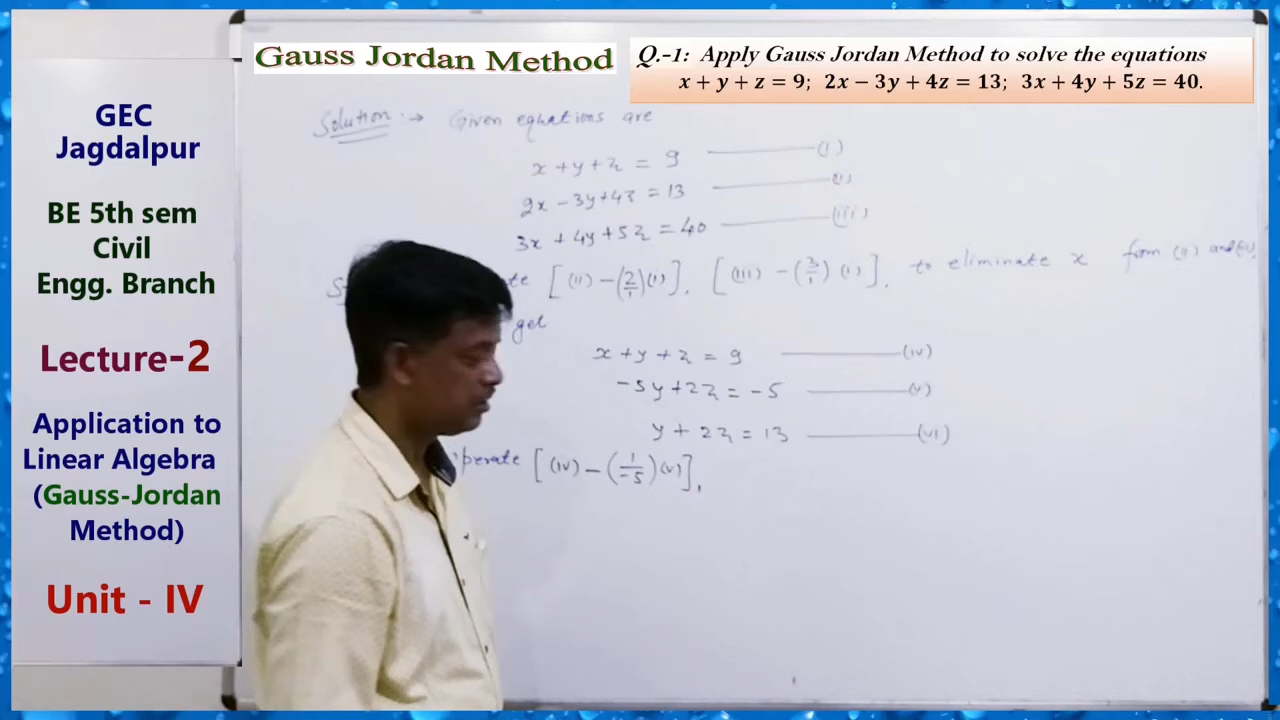 GEC
Jagdalpur
BE 5th sem
Civil
Engg. Branch
Lecture-2
Application to
Linear Algebra
(Gauss-Jordan
Method)
Unit - IV
Gauss Jordan Method
Q.-1: Apply Gauss Jordan Method to solve the equations
x + y + z = 9; 2x − 3y + 4z = 13; 3x + 4y + 5z = 40.
Solution :→ Given equations are
x + y + z = 9 (i)
2x - 3y + 4z = 13 (ii)
3x + 4y + 5z = 40 (iii)
[(ii) - (2/1)(i)], [(iii) - (3/1)(i)], to eliminate x from (ii) and (iii),
get
x + y + z = 9 (iv)
-5y + 2z = -5 (v)
y + 2z = 13 (vi)
[(iv) - (1/-5)(v)],